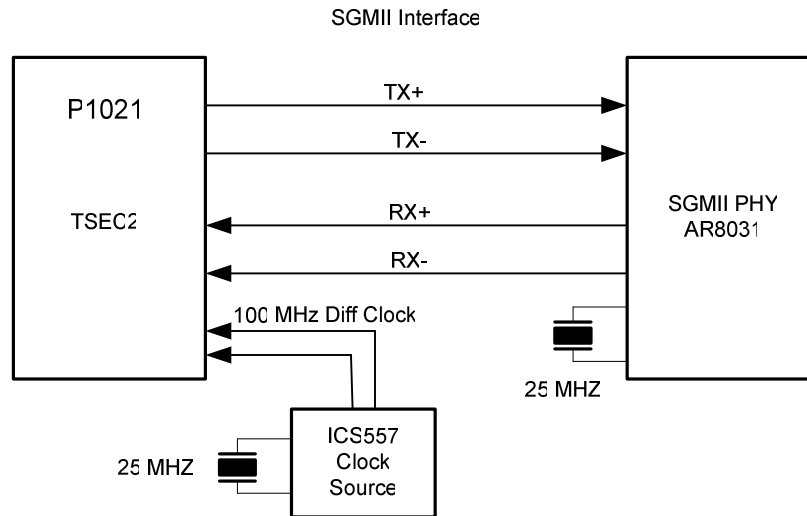 SGMII Interface
P1021
TSEC2
TX+
TX-
RX+
RX-
100 MHz Diff Clock
SGMII PHY
AR8031
25 MHZ
ICS557
Clock
Source
25 MHZ